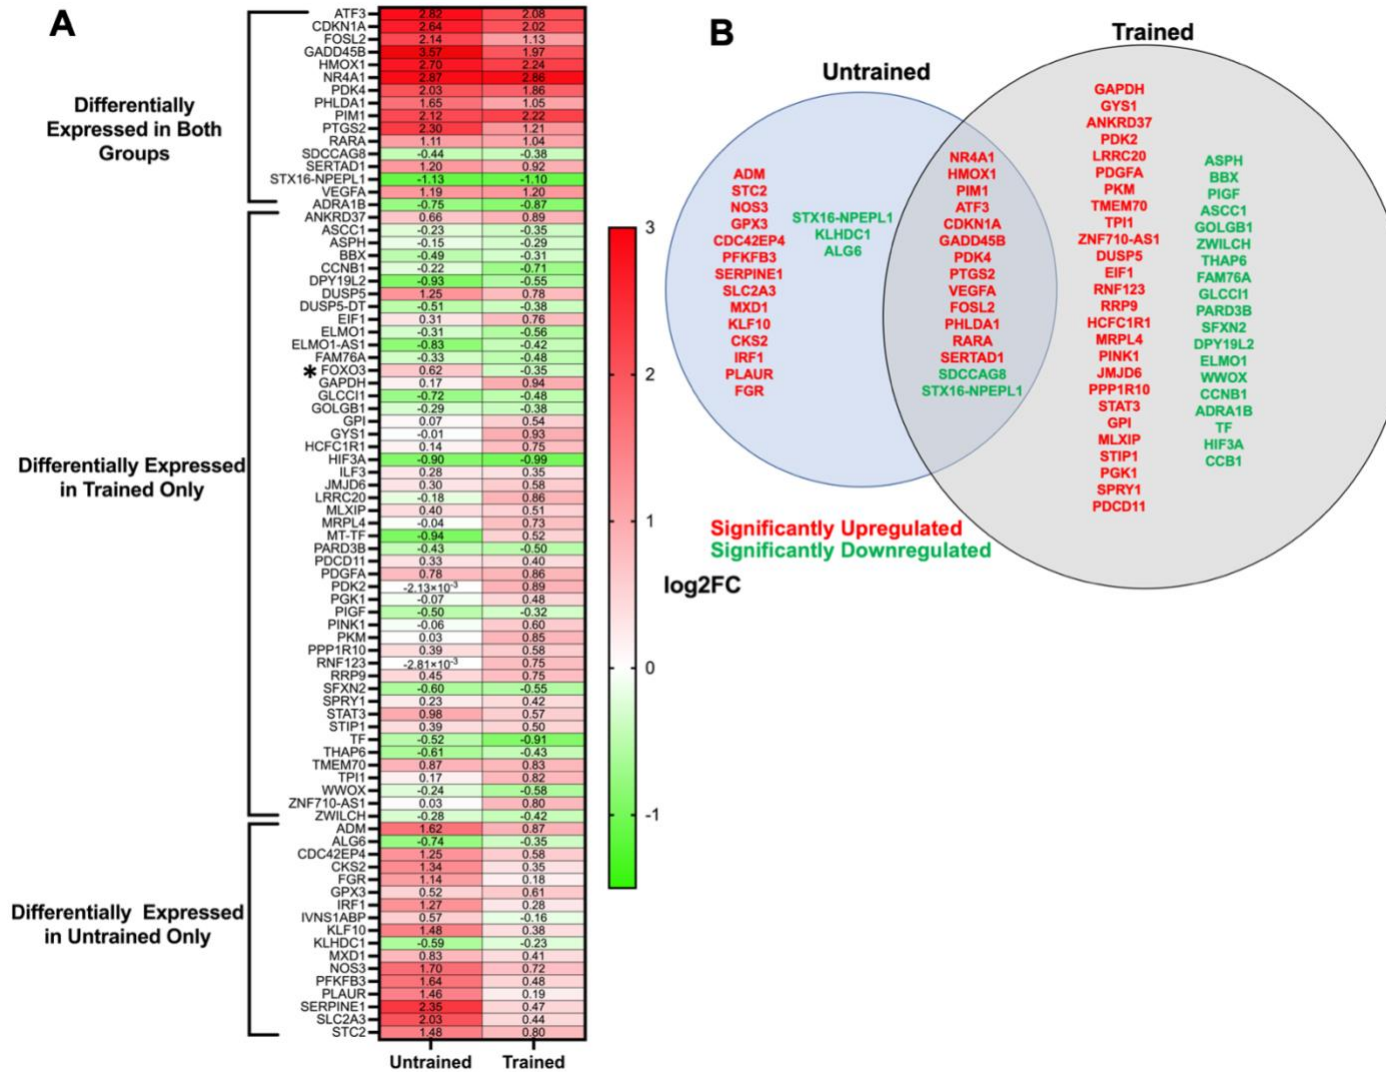 A
Differentially
Expressed in Both
Groups
ATF3 2.82 2.08
CDKN1A 2.64 2.02
FOSL2 2.14 1.13
GADD45B 3.57 1.97
HMOX1 2.70 2.24
NR4A1 2.87 2.86
PDK4 2.03 1.86
PHLDA1 1.65 1.05
PIM1 2.12 2.22
PTGS2 2.30 1.21
RARA 1.11 1.04
SDCCAG8 -0.44 -0.38
SERTAD1 1.20 0.92
STX16-NPEPL1 -1.13 -1.10
VEGFA 1.19 1.20
Differentially Expressed
in Trained Only
ADRA1B -0.75 -0.87
ANKRD37 0.66 0.89
ASCC1 -0.23 -0.35
ASPH -0.15 -0.29
BBX -0.49 -0.31
CCNB1 -0.22 -0.71
DPY19L2 -0.93 -0.55
DUSP5 1.25 0.78
DUSP5-DT -0.51 -0.38
EIF1 0.31 0.76
ELMO1 -0.31 -0.56
ELMO1-AS1 -0.83 -0.42
FAM76A -0.33 -0.48
* FOXO3 0.62 -0.35
GAPDH 0.17 0.94
GLCCI1 -0.72 -0.48
GOLGB1 -0.29 -0.38
GPI 0.07 0.54
GYS1 -0.01 0.93
HCFC1R1 0.14 0.75
HIF3A -0.90 -0.99
ILF3 0.28 0.35
JMJD6 0.30 0.58
LRRC20 -0.18 0.86
MLXIP 0.40 0.51
MRPL4 -0.04 0.73
MT-TF -0.94 0.52
PARD3B -0.43 -0.50
PDCD11 0.33 0.40
PDGFA 0.78 0.86
PDK2 -2.13×10-3 0.89
PGK1 -0.07 0.48
PIGF -0.50 -0.32
PINK1 -0.06 0.60
PKM 0.03 0.85
PPP1R10 0.39 0.58
RNF123 -2.81×10-3 0.75
RRP9 0.45 0.75
SFXN2 -0.60 -0.55
SPRY1 0.23 0.42
STAT3 0.98 0.57
STIP1 0.39 0.50
TF -0.52 -0.91
THAP6 -0.61 -0.43
TMEM70 0.87 0.83
TPI1 0.17 0.82
WWOX -0.24 -0.58
ZNF710-AS1 0.03 0.80
ZWILCH -0.28 -0.42
Differentially Expressed
in Untrained Only
ADM 1.62 0.87
ALG6 -0.74 -0.35
CDC42EP4 1.25 0.58
CKS2 1.34 0.35
FGR 1.14 0.18
GPX3 0.52 0.61
IRF1 1.27 0.28
IVNS1ABP 0.57 -0.16
KLF10 1.48 0.38
KLHDC1 -0.59 -0.23
MXD1 0.83 0.41
NOS3 1.70 0.72
PFKFB3 1.64 0.48
PLAUR 1.46 0.19
SERPINE1 2.35 0.47
SLC2A3 2.03 0.44
STC2 1.48 0.80
Untrained Trained
3
2
1
0
-1
log2FC
B
Untrained
Trained
ADM
STC2
NOS3
GPX3
CDC42EP4
PFKFB3
SERPINE1
SLC2A3
MXD1
KLF10
CKS2
IRF1
PLAUR
FGR
STX16-NPEPL1
KLHDC1
ALG6
NR4A1
HMOX1
PIM1
ATF3
CDKN1A
GADD45B
PDK4
PTGS2
VEGFA
FOSL2
PHLDA1
RARA
SERTAD1
SDCCAG8
STX16-NPEPL1
GAPDH
GYS1
ANKRD37
PDK2
LRRC20
PDGFA
PKM
TMEM70
TPI1
ZNF710-AS1
DUSP5
EIF1
RNF123
RRP9
HCFC1R1
MRPL4
PINK1
JMJD6
PPP1R10
STAT3
GPI
MLXIP
STIP1
PGK1
SPRY1
PDCD11
ASPH
BBX
PIGF
ASCC1
GOLGB1
ZWILCH
THAP6
FAM76A
GLCCI1
PARD3B
SFXN2
DPY19L2
ELMO1
WWOX
CCNB1
ADRA1B
TF
HIF3A
CCB1
Significantly Upregulated
Significantly Downregulated